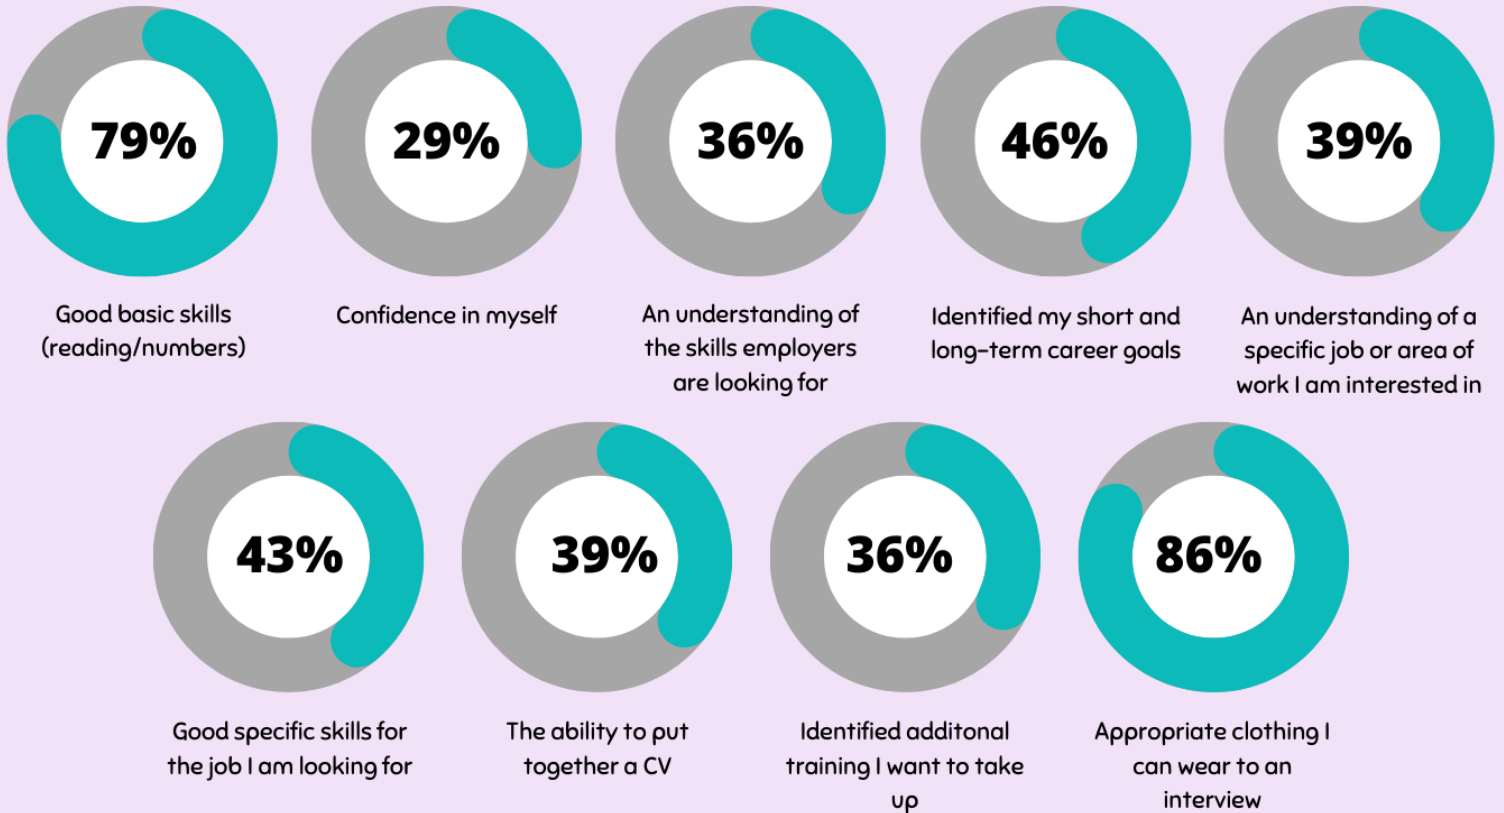 79%
29%
36%
46%
39%
Good basic skills
(reading/numbers)
Confidence in myself
An understanding of
the skills employers
are looking for
Identified my short and
long-term career goals
An understanding of a
specific job or area of
work I am interested in
43%
39%
36%
86%
Good specific skills for
the job I am looking for
The ability to put
together a CV
Identified additonal
training I want to take
up
Appropriate clothing I
can wear to an
interview